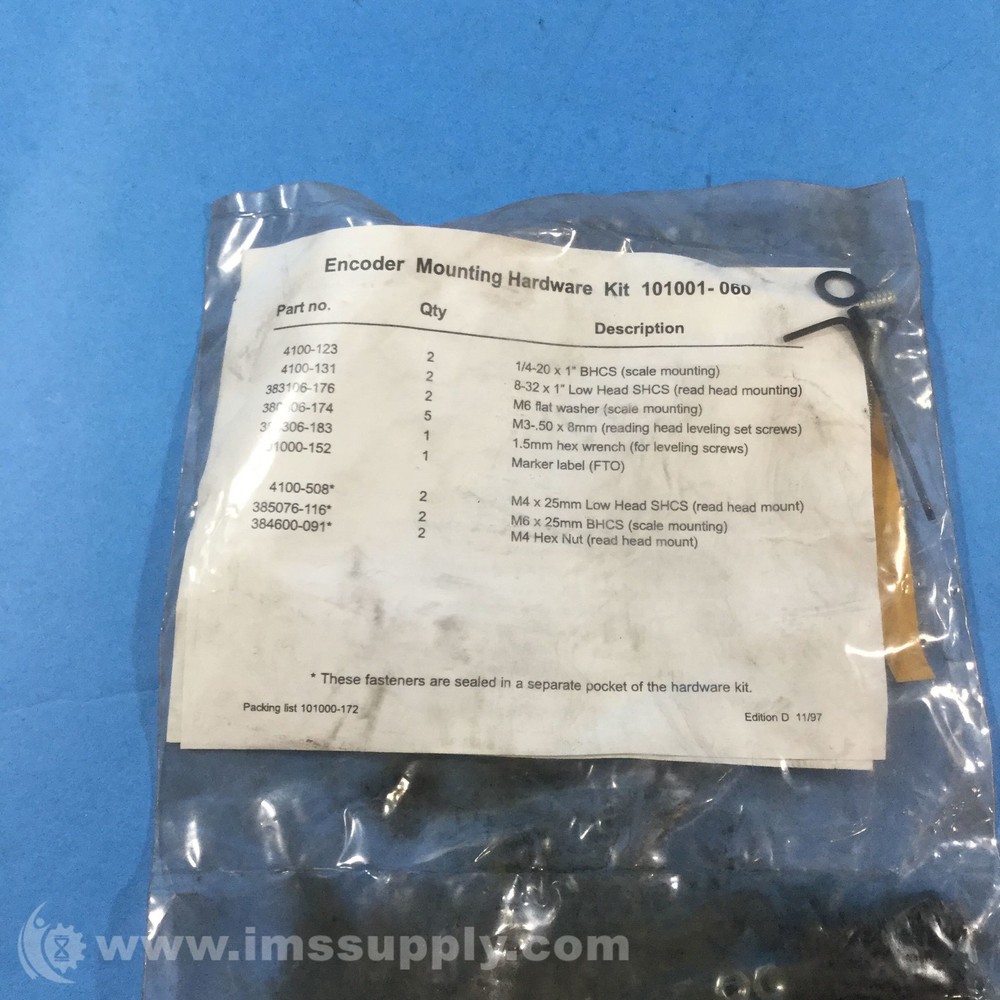 Encoder Mounting Hardware Kit 101001-060
Part no. Qty Description
4100-123 2 1/4-20 x 1" BHCS (scale mounting)
4100-131 2 8-32 x 1" Low Head SHCS (read head mounting)
383106-176 2 M6 flat washer (scale mounting)
5 M3-.50 x 8mm (reading head leveling set screws)
1 1.5mm hex wrench (for leveling screws)
1 Marker label (FTO)
4100-508* 2 M4 x 25mm Low Head SHCS (read head mount)
385076-116* 2 M6 x 25mm BHCS (scale mounting)
384600-091* 2 M4 Hex Nut (read head mount)
* These fasteners are sealed in a separate pocket of the hardware kit.
Packing list 101000-172 Edition D 11/97
© www.imssupply.com